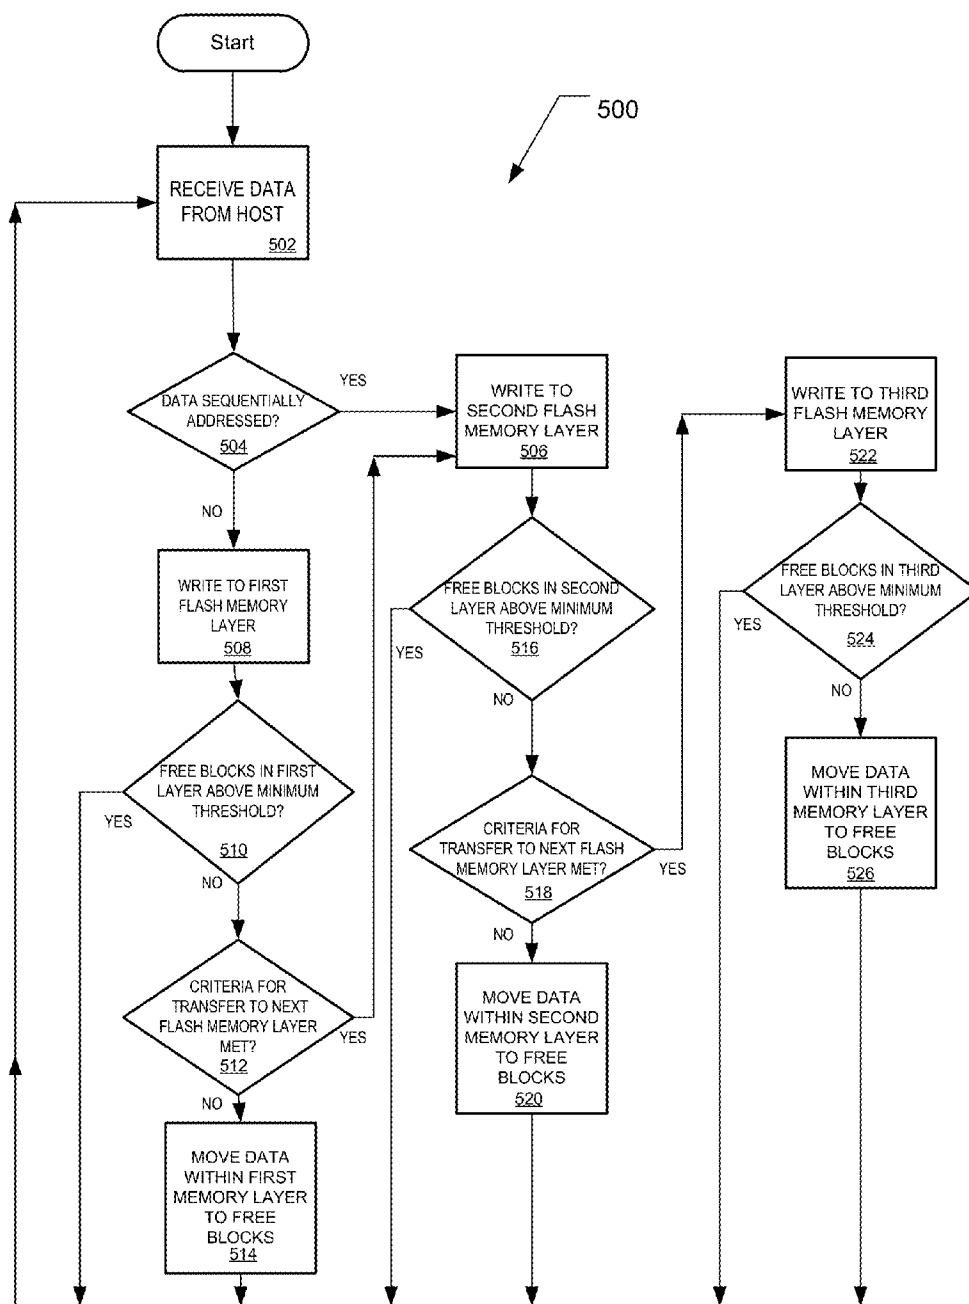 Start
500
RECEIVE DATA
FROM HOST
502
DATA SEQUENTIALLY
ADDRESSED?
504
YES
NO
WRITE TO
SECOND FLASH
MEMORY LAYER
506
WRITE TO THIRD
FLASH MEMORY
LAYER
522
WRITE TO FIRST
FLASH MEMORY
LAYER
508
FREE BLOCKS IN SECOND
LAYER ABOVE MINIMUM
THRESHOLD?
516
YES
NO
FREE BLOCKS IN THIRD
LAYER ABOVE MINIMUM
THRESHOLD?
524
YES
NO
FREE BLOCKS IN FIRST
LAYER ABOVE MINIMUM
THRESHOLD?
510
YES
NO
CRITERIA FOR
TRANSFER TO NEXT FLASH
MEMORY LAYER MET?
518
YES
NO
MOVE DATA
WITHIN THIRD
MEMORY LAYER
TO FREE
BLOCKS
526
CRITERIA FOR
TRANSFER TO NEXT
FLASH MEMORY LAYER
MET?
512
YES
NO
MOVE DATA
WITHIN SECOND
MEMORY LAYER
TO FREE
BLOCKS
520
MOVE DATA
WITHIN FIRST
MEMORY LAYER
TO FREE
BLOCKS
514